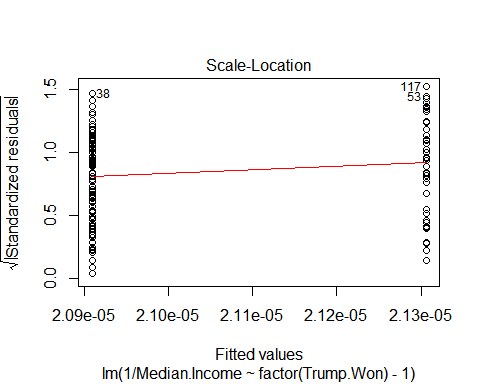 Scale-Location
√|Standardized residuals|
1.5
1.0
0.5
0.0
38
117
53
2.09e-05 2.10e-05 2.11e-05 2.12e-05 2.13e-05
Fitted values
lm(1/Median.Income ~ factor(Trump.Won) - 1)